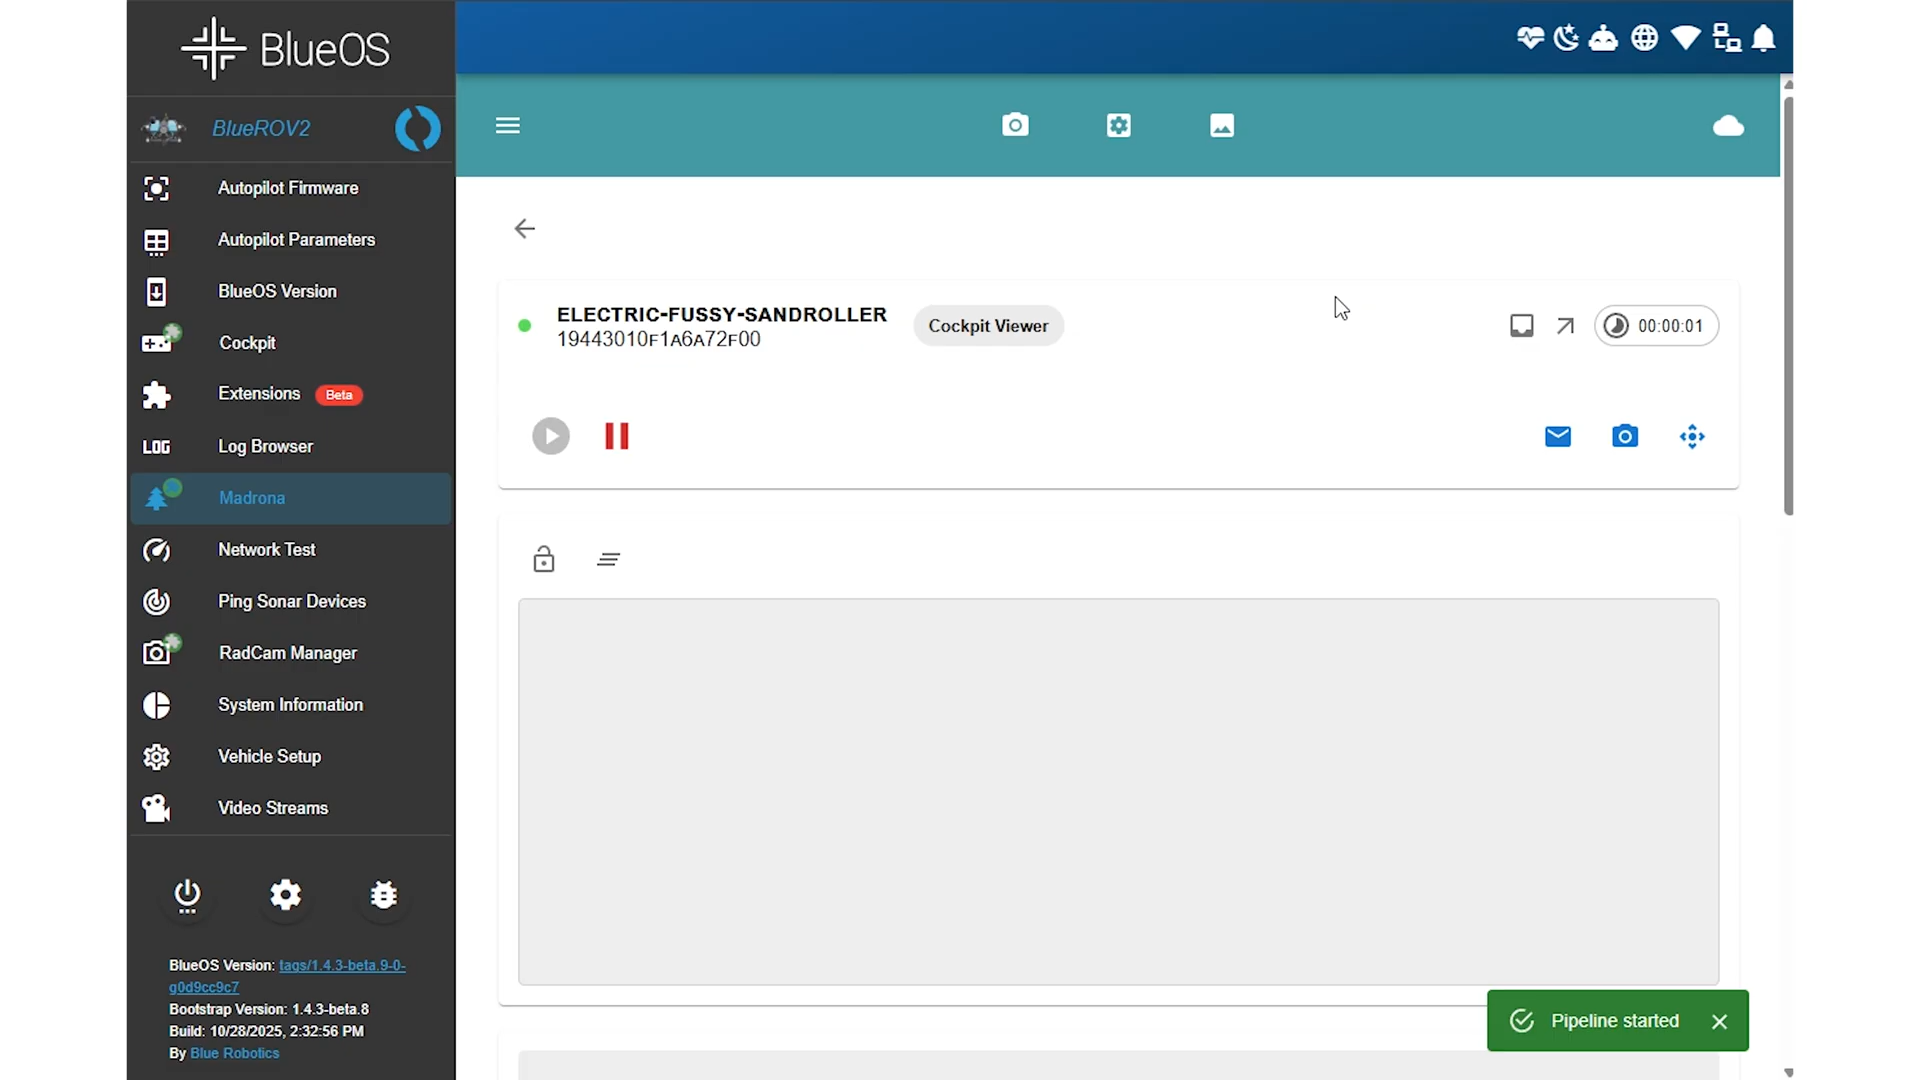 BlueOS
BlueROV2
Autopilot Firmware
Autopilot Parameters
BlueOS Version
Cockpit
Extensions Beta
LOG Log Browser
Madrona
Network Test
Ping Sonar Devices
RadCam Manager
System Information
Vehicle Setup
Video Streams
BlueOS Version: tags/1.4.3-beta.9-0-
g0d9cc9c7
Bootstrap Version: 1.4.3-beta.8
Build: 10/28/2025, 2:32:56 PM
By Blue Robotics
ELECTRIC-FUSSY-SANDROLLER
19443010F1A6A72F00
Cockpit Viewer
00:00:01
Pipeline started